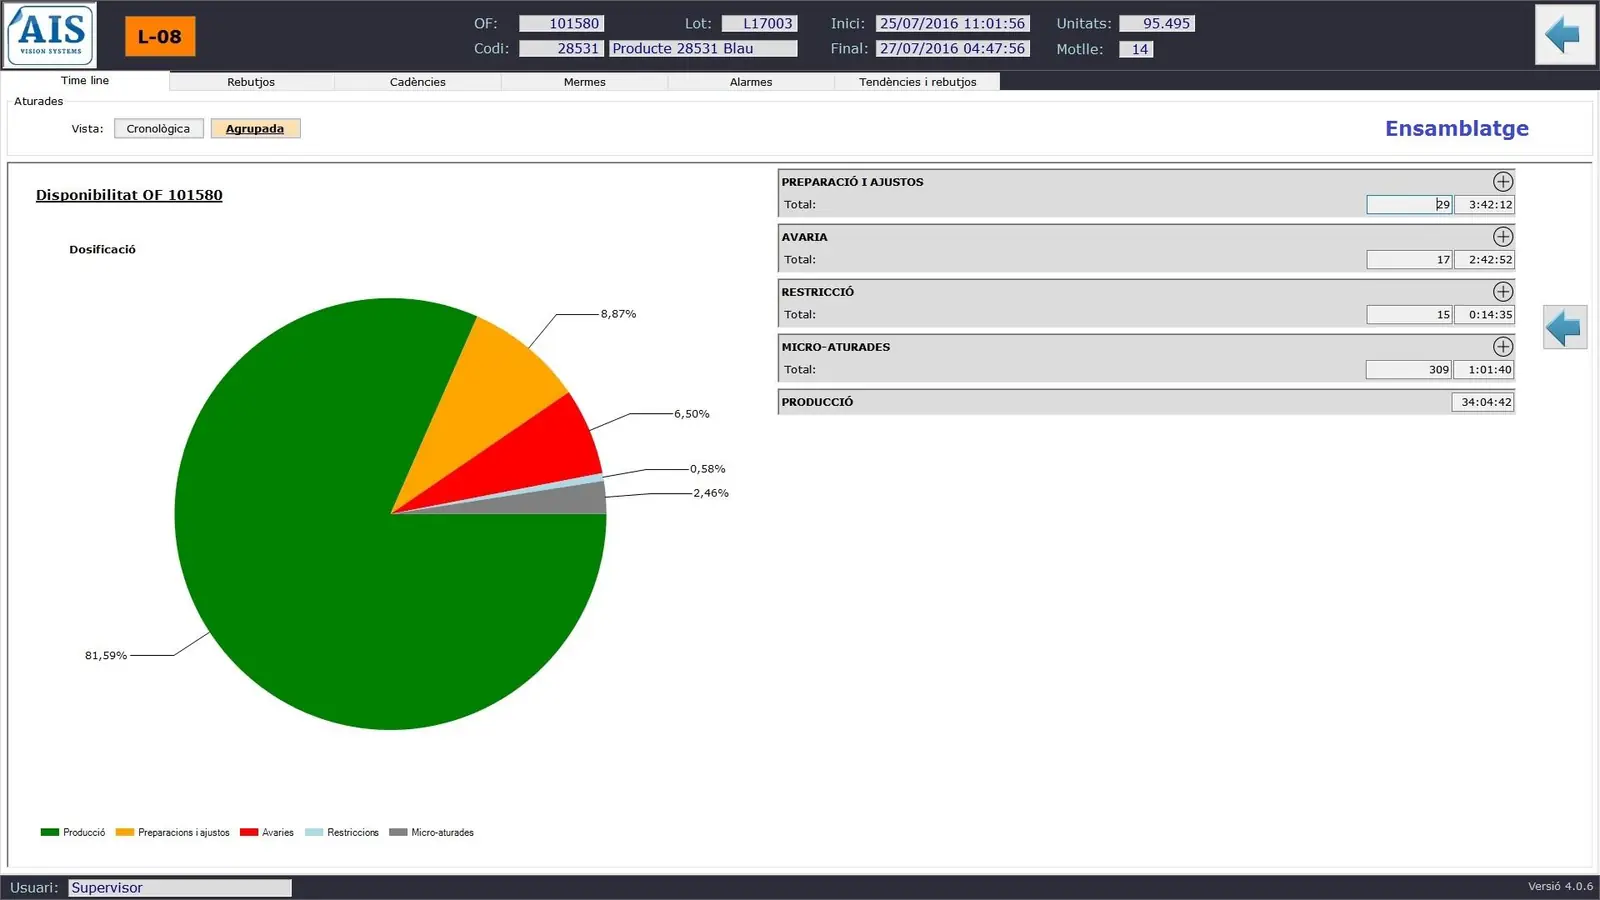 AIS
VISION SYSTEMS
L-08
OF: 101580 Lot: L17003 Inici: 25/07/2016 11:01:56 Unitats: 95.495
Codi: 28531 Producte 28531 Blau Final: 27/07/2016 04:47:56 Motlle: 14
Time line Rebutjos Cadències Mermes Alarmes Tendències i rebutjos
Aturades
Vista: Cronològica Agrupada Ensamblatge
Disponibilitat OF 101580
Dosificació
8,87%
6,50%
0,58%
2,46%
81,59%
Producció Preparacions i ajustos Avaries Restriccions Micro-aturades
PREPARACIÓ I AJUSTOS
Total: 29 3:42:12
AVARIA
Total: 17 2:42:52
RESTRICCIÓ
Total: 15 0:14:35
MICRO-ATURADES
Total: 309 1:01:40
PRODUCCIÓ 34:04:42
Usuari: Supervisor Versió 4.0.6